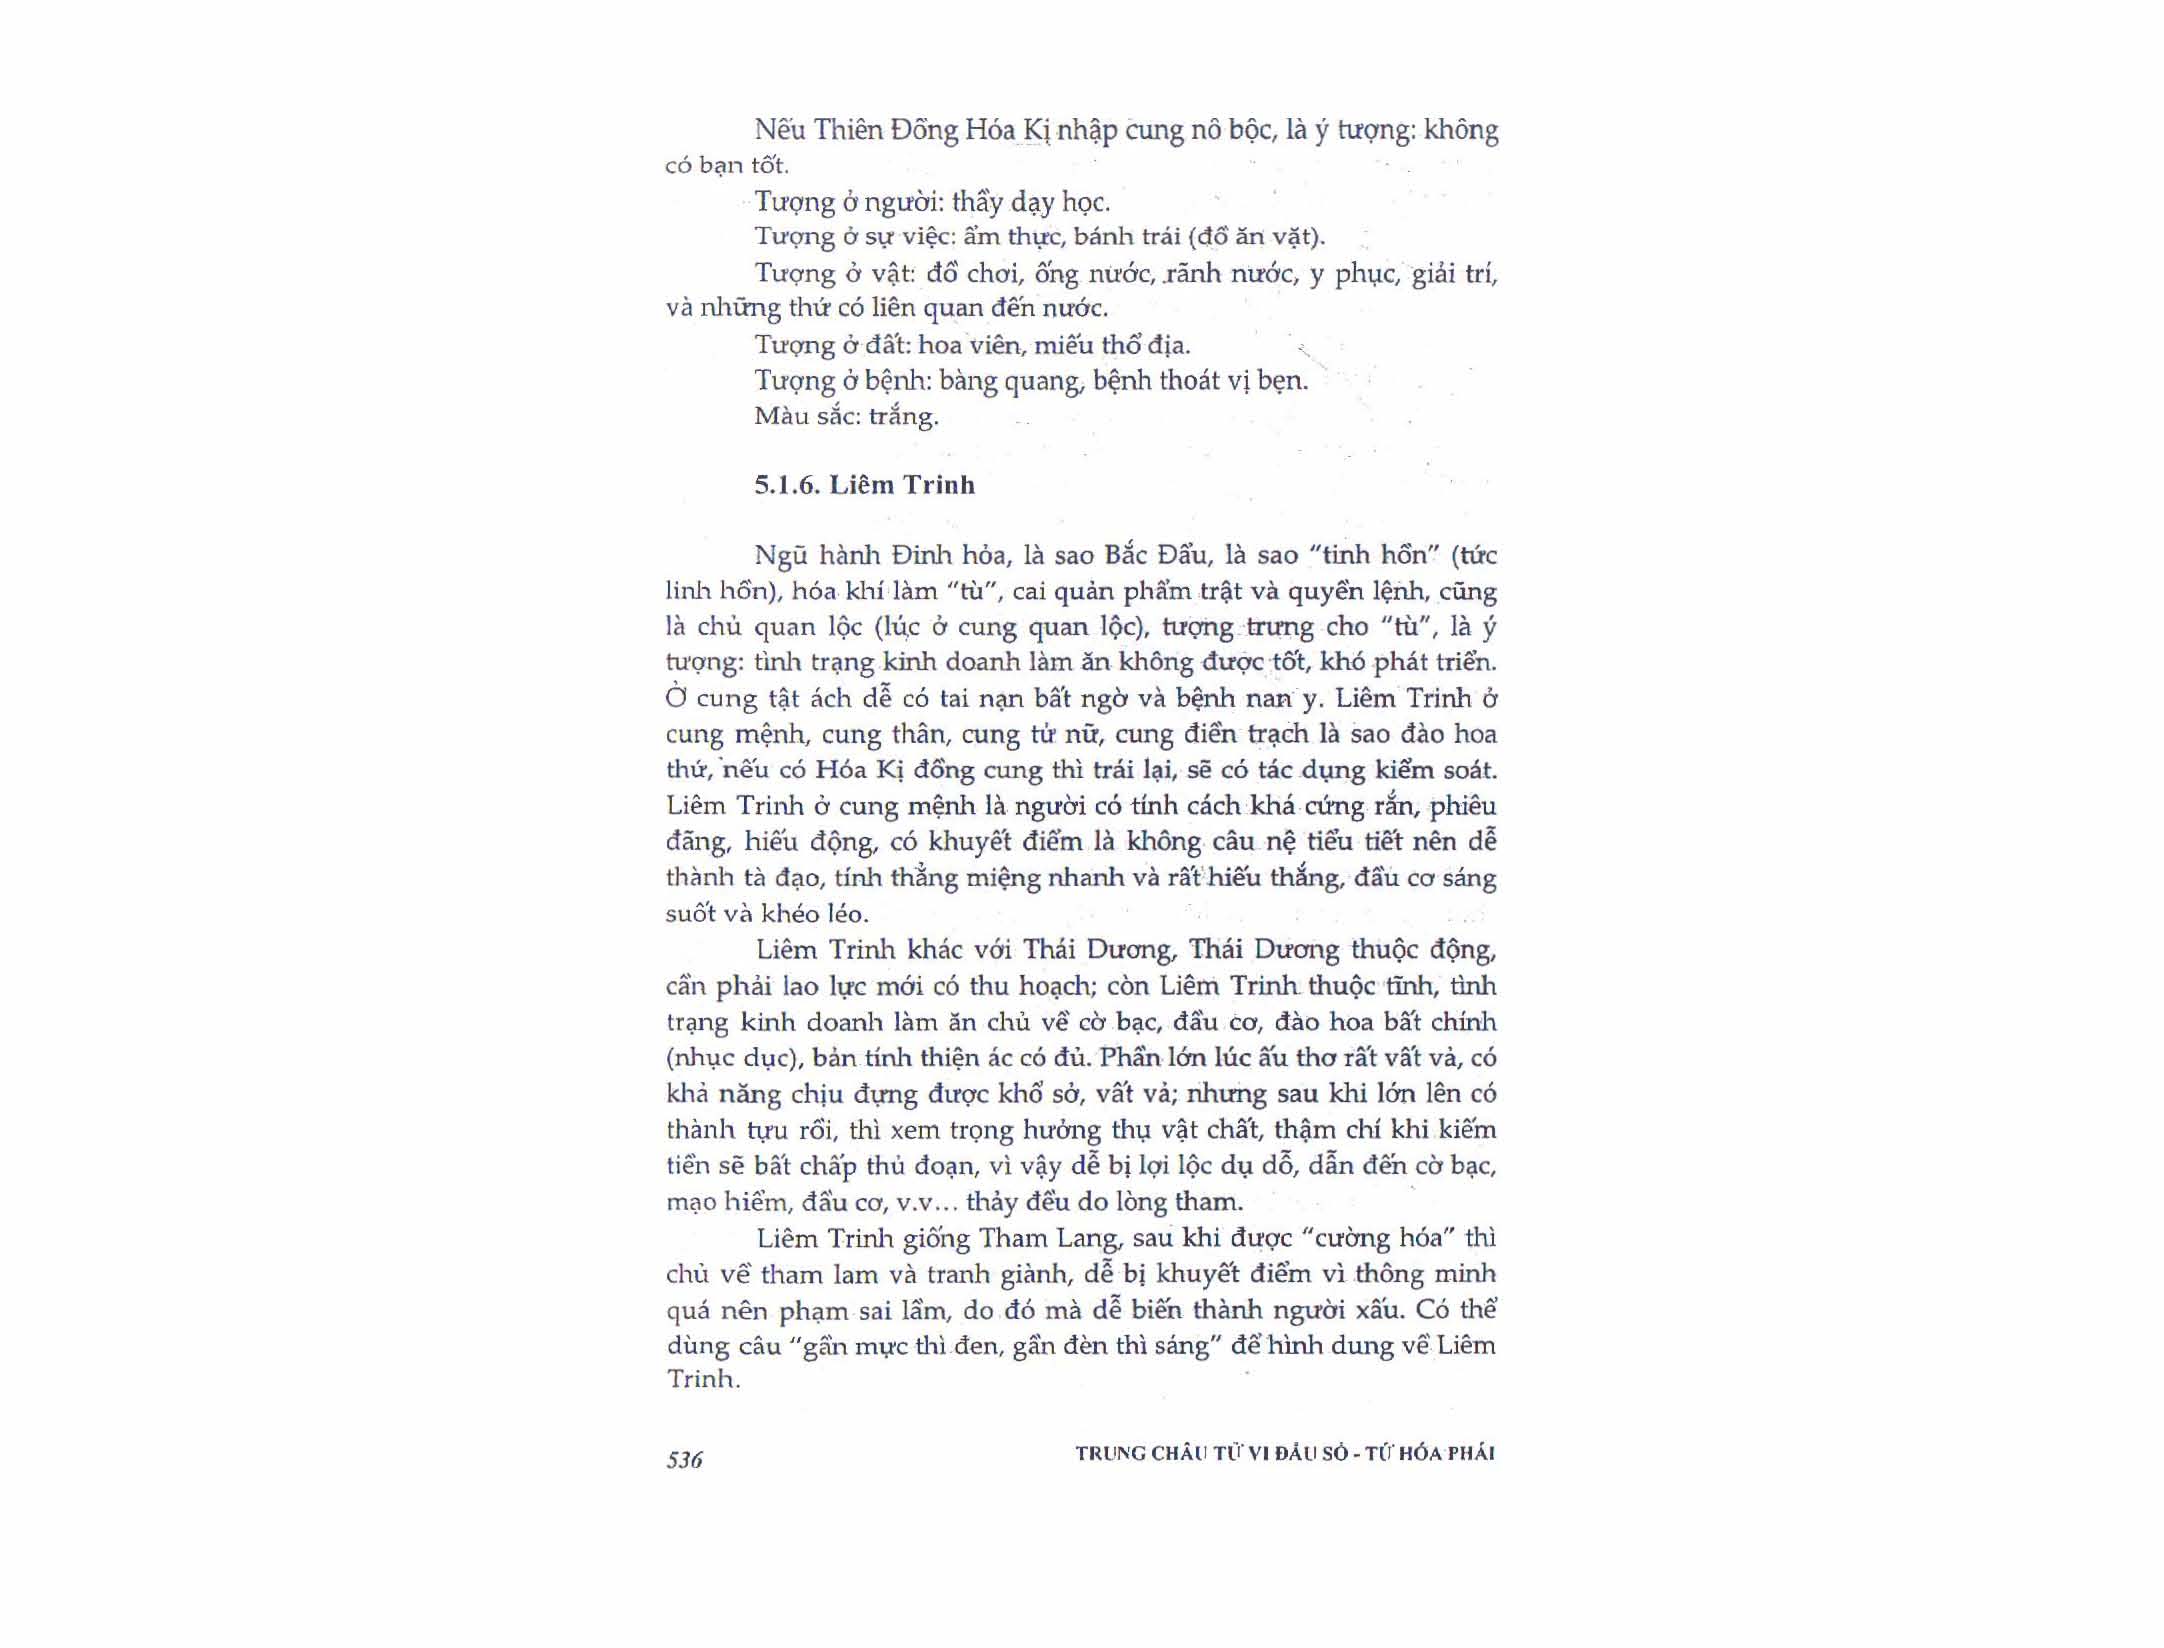 Nếu Thiên Đồng Hóa Kị nhập cung nô bộc, là ý tượng: không
có bạn tốt.
Tượng ở người: thầy dạy học.
Tượng ở sự việc: ẩm thực, bánh trái (đồ ăn vặt).
Tượng ở vật: đồ chơi, ống nước, rãnh nước, y phục, giải trí,
và những thứ có liên quan đến nước.
Tượng ở đất: hoa viên, miếu thổ địa.
Tượng ở bệnh: bàng quang, bệnh thoát vị bẹn.
Màu sắc: trắng.
5.1.6. Liêm Trinh
Ngũ hành Đinh hỏa, là sao Bắc Đẩu, là sao "tinh hồn" (tức
linh hồn), hóa khí làm "tù", cai quản phẩm trật và quyền lệnh, cũng
là chủ quan lộc (lúc ở cung quan lộc), tượng trưng cho "tù", là ý
tượng: tình trạng kinh doanh làm ăn không được tốt, khó phát triển.
Ở cung tật ách dễ có tai nạn bất ngờ và bệnh nan y. Liêm Trinh ở
cung mệnh, cung thân, cung tử nữ, cung điền trạch là sao đào hoa
thứ, nếu có Hóa Kị đồng cung thì trái lại, sẽ có tác dụng kiểm soát.
Liêm Trinh ở cung mệnh là người có tính cách khá cứng rắn, phiêu
đãng, hiếu động, có khuyết điểm là không câu nệ tiểu tiết nên dễ
thành tà đạo, tính thẳng miệng nhanh và rất hiếu thắng, đầu cơ sáng
suốt và khéo léo.
Liêm Trinh khác với Thái Dương, Thái Dương thuộc động,
cần phải lao lực mới có thu hoạch; còn Liêm Trinh thuộc tĩnh, tình
trạng kinh doanh làm ăn chủ về cờ bạc, đầu cơ, đào hoa bất chính
(nhục dục), bản tính thiện ác có đủ. Phần lớn lúc ấu thơ rất vất vả, có
khả năng chịu đựng được khổ sở, vất vả; nhưng sau khi lớn lên có
thành tựu rồi, thì xem trọng hưởng thụ vật chất, thậm chí khi kiếm
tiền sẽ bất chấp thủ đoạn, vì vậy dễ bị lợi lộc dụ dỗ, dẫn đến cờ bạc,
mạo hiểm, đầu cơ, v.v... thảy đều do lòng tham.
Liêm Trinh giống Tham Lang, sau khi được "cường hóa" thì
chủ về tham lam và tranh giành, dễ bị khuyết điểm vì thông minh
quá nên phạm sai lầm, do đó mà dễ biến thành người xấu. Có thể
dùng câu "gần mực thì đen, gần đèn thì sáng" để hình dung về Liêm
Trinh.
536 TRUNG CHÂU TỬ VI ĐẨU SỐ - TỨ HÓA PHÁI